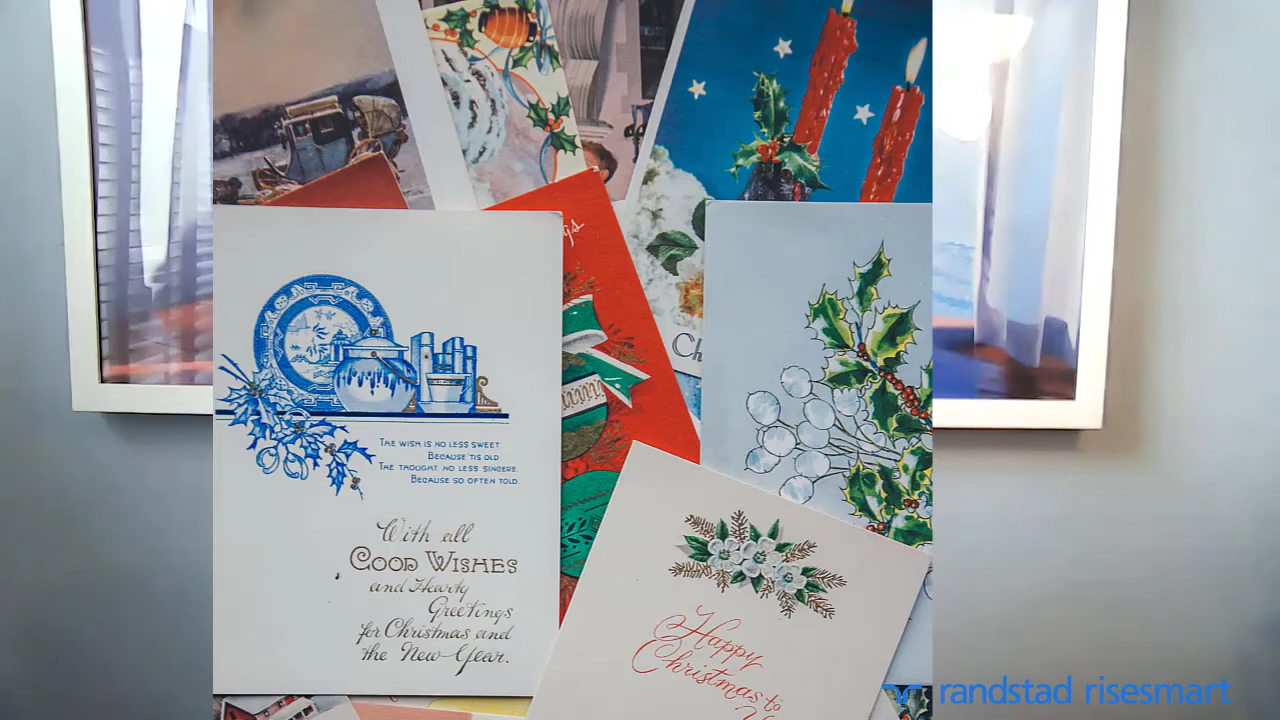 Ch
The wish is no less sweet.
Because 'tis old
The thought no less sincere.
Because so often told.
With all
Good Wishes
and Hearty
Greetings
for Christmas and
the New Year.
Happy
Christmas to
randstad risesmart